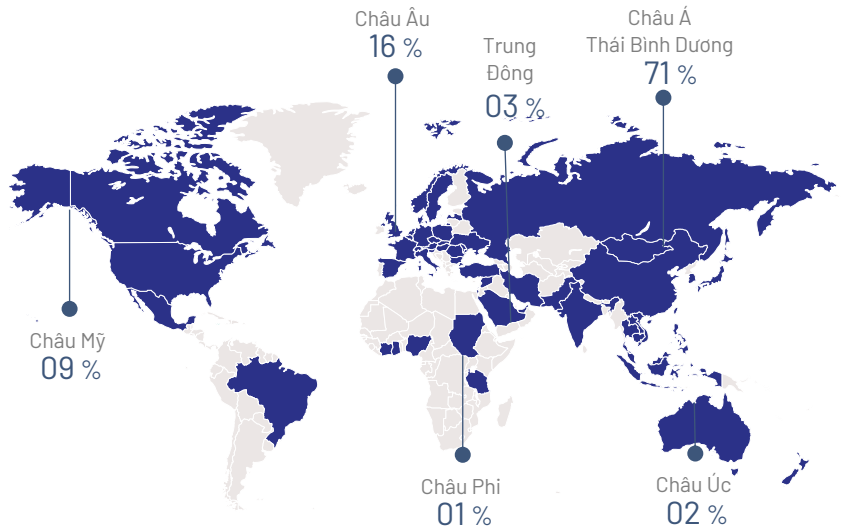 Châu Âu
16 %
Trung
Đông
03 %
Châu Á
Thái Bình Dương
71 %
Châu Mỹ
09 %
Châu Phi
01 %
Châu Úc
02 %